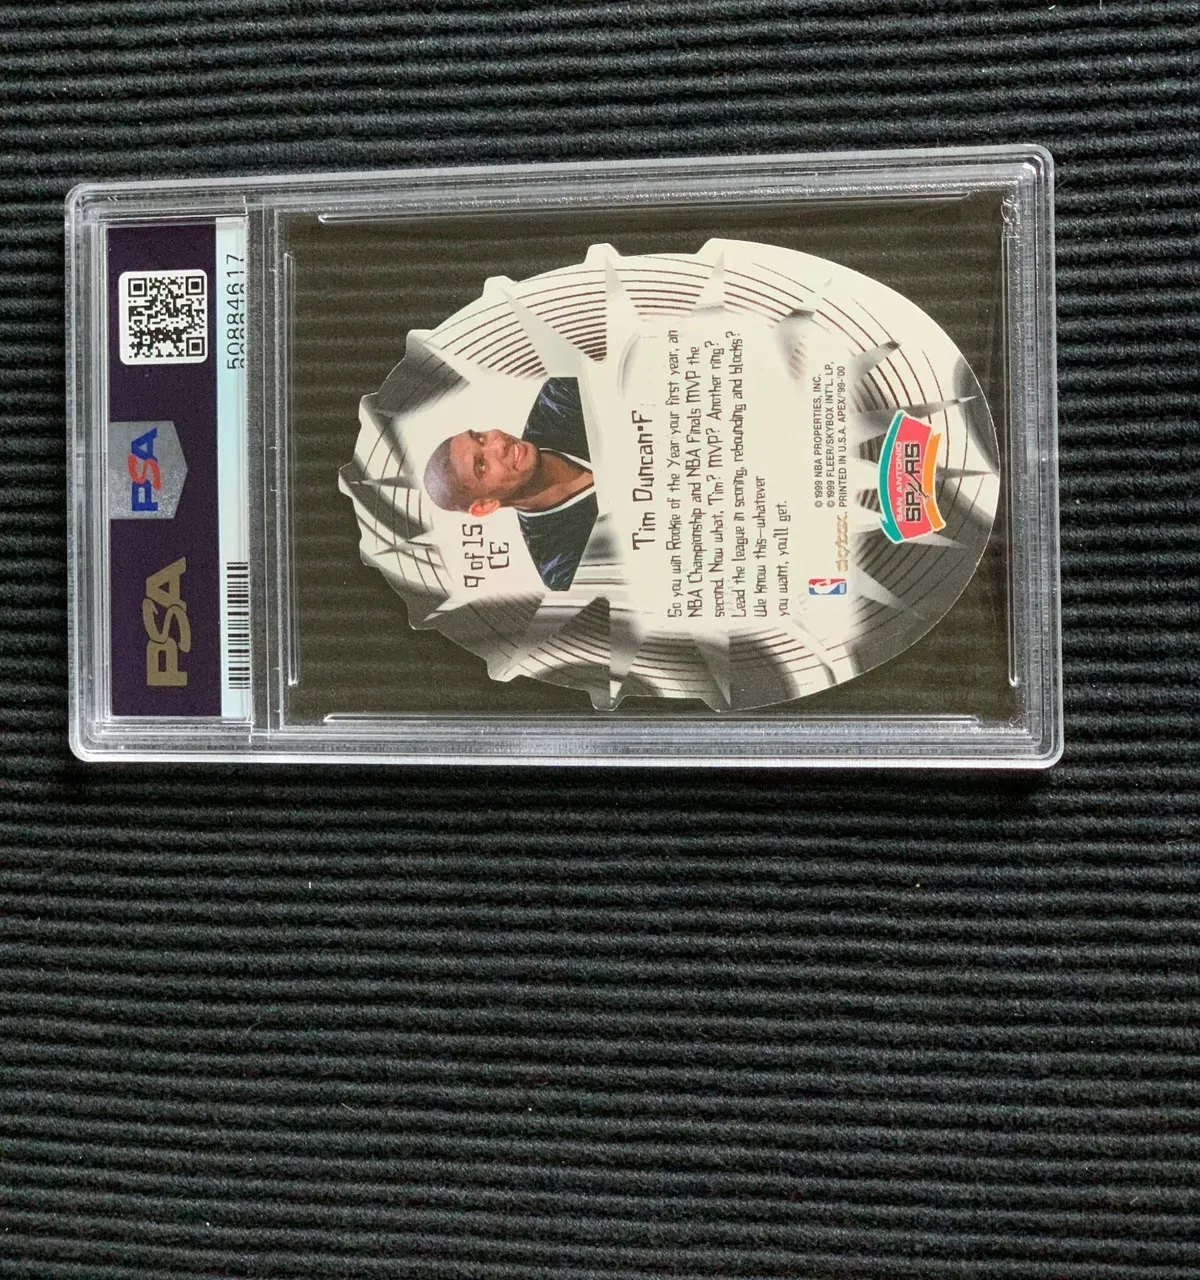 PSA
PSA
50884617
9 of 15
CE
Tim Duncan•F
So you win Rookie of the Year your first year, an
NBA Championship and NBA Finals MVP the
second. Now what, Tim? MVP? Another ring?
Lead the league in scoring, rebounding and blocks?
We know this—whatever
you want, you'll get.
© 1999 NBA PROPERTIES, INC.
© 1999 FLEER/SKYBOX INT'L. LP.
PRINTED IN U.S.A. APEX/'99-'00
skybox
SAN ANTONIO
SPURS